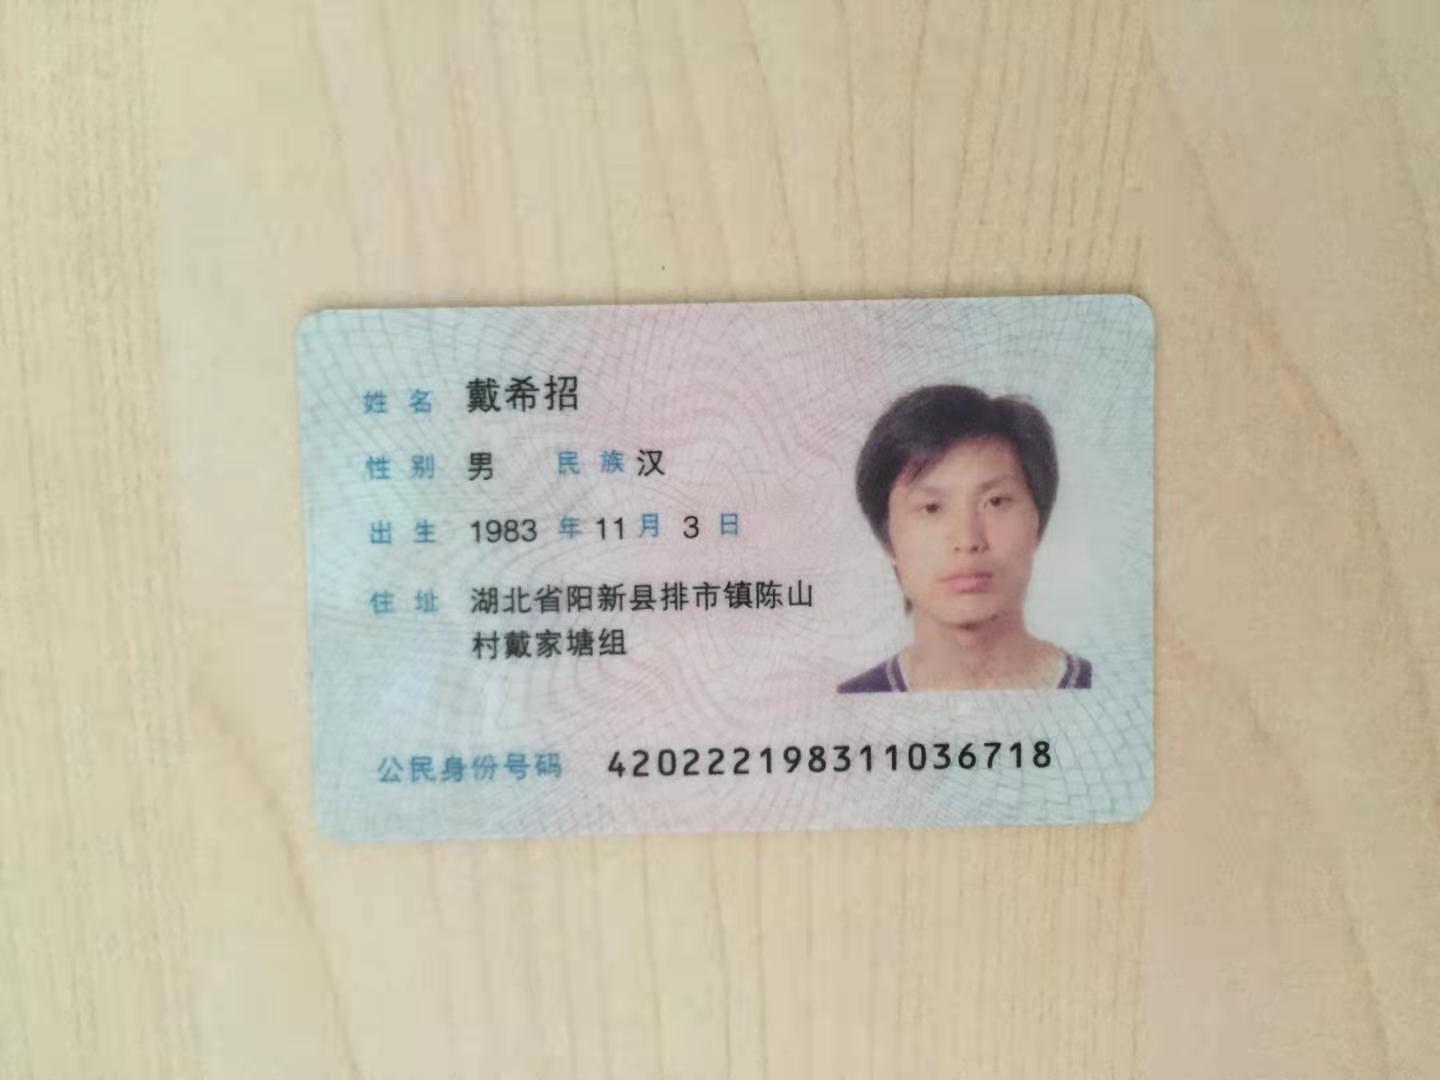 姓名 戴希招
性别 男 民族 汉
出生 1983 年 11 月 3 日
住址 湖北省阳新县排市镇陈山
村戴家塘组
公民身份号码 420222198311036718